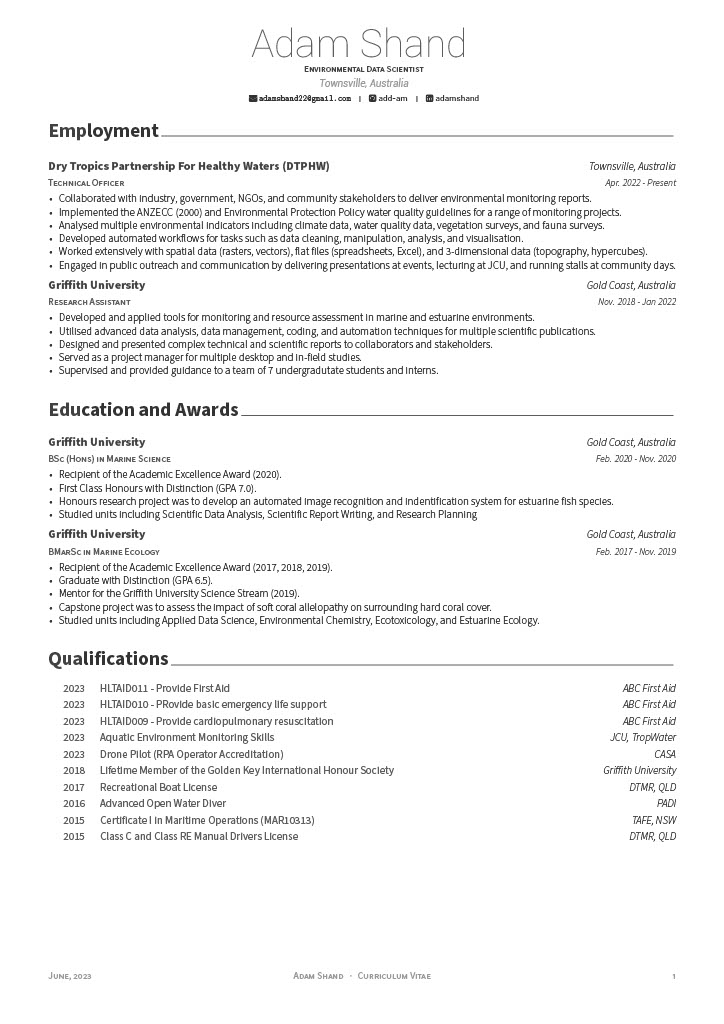 Adam Shand
Environmental Data Scientist
Townsville, Australia
adamshand22@gmail.com | add-am | adamshand
Employment
Dry Tropics Partnership For Healthy Waters (DTPHW) Townsville, Australia
Technical Officer Apr. 2022 - Present
• Collaborated with industry, government, NGOs, and community stakeholders to deliver environmental monitoring reports.
• Implemented the ANZECC (2000) and Environmental Protection Policy water quality guidelines for a range of monitoring projects.
• Analysed multiple environmental indicators including climate data, water quality data, vegetation surveys, and fauna surveys.
• Developed automated workflows for tasks such as data cleaning, manipulation, analysis, and visualisation.
• Worked extensively with spatial data (rasters, vectors), flat files (spreadsheets, Excel), and 3-dimensional data (topography, hypercubes).
• Engaged in public outreach and communication by delivering presentations at events, lecturing at JCU, and running stalls at community days.
Griffith University Gold Coast, Australia
Research Assistant Nov. 2018 - Jan 2022
• Developed and applied tools for monitoring and resource assessment in marine and estuarine environments.
• Utilised advanced data analysis, data management, coding, and automation techniques for multiple scientific publications.
• Designed and presented complex technical and scientific reports to collaborators and stakeholders.
• Served as a project manager for multiple desktop and in-field studies.
• Supervised and provided guidance to a team of 7 undergradutate students and interns.
Education and Awards
Griffith University Gold Coast, Australia
BSc (Hons) in Marine Science Feb. 2020 - Nov. 2020
• Recipient of the Academic Excellence Award (2020).
• First Class Honours with Distinction (GPA 7.0).
• Honours research project was to develop an automated image recognition and indentification system for estuarine fish species.
• Studied units including Scientific Data Analysis, Scientific Report Writing, and Research Planning
Griffith University Gold Coast, Australia
BMarSc in Marine Ecology Feb. 2017 - Nov. 2019
• Recipient of the Academic Excellence Award (2017, 2018, 2019).
• Graduate with Distinction (GPA 6.5).
• Mentor for the Griffith University Science Stream (2019).
• Capstone project was to assess the impact of soft coral allelopathy on surrounding hard coral cover.
• Studied units including Applied Data Science, Environmental Chemistry, Ecotoxicology, and Estuarine Ecology.
Qualifications
2023 HLTAID011 - Provide First Aid ABC First Aid
2023 HLTAID010 - PRovide basic emergency life support ABC First Aid
2023 HLTAID009 - Provide cardiopulmonary resuscitation ABC First Aid
2023 Aquatic Environment Monitoring Skills JCU, TropWater
2023 Drone Pilot (RPA Operator Accreditation) CASA
2018 Lifetime Member of the Golden Key International Honour Society Griffith University
2017 Recreational Boat License DTMR, QLD
2016 Advanced Open Water Diver PADI
2015 Certificate I in Maritime Operations (MAR10313) TAFE, NSW
2015 Class C and Class RE Manual Drivers License DTMR, QLD
June, 2023 Adam Shand · Curriculum Vitae 1